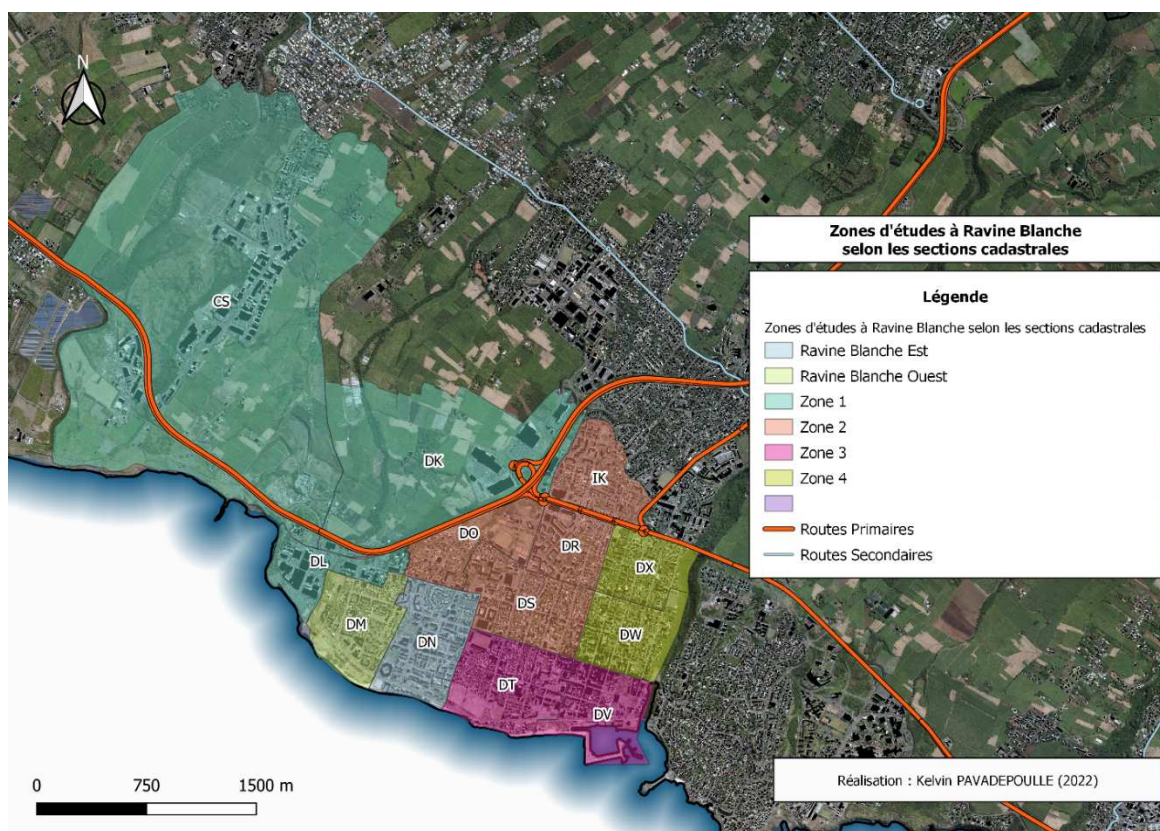 N
Zones d'études à Ravine Blanche
selon les sections cadastrales
Légende
Zones d'études à Ravine Blanche selon les sections cadastrales
Ravine Blanche Est
Ravine Blanche Ouest
Zone 1
Zone 2
Zone 3
Zone 4
Routes Primaires
Routes Secondaires
CS
DK
IK
DO
DR
DL
DX
DS
DM
DN
DW
DT
DV
0 750 1500 m
Réalisation : Kelvin PAVADEPOULLE (2022)